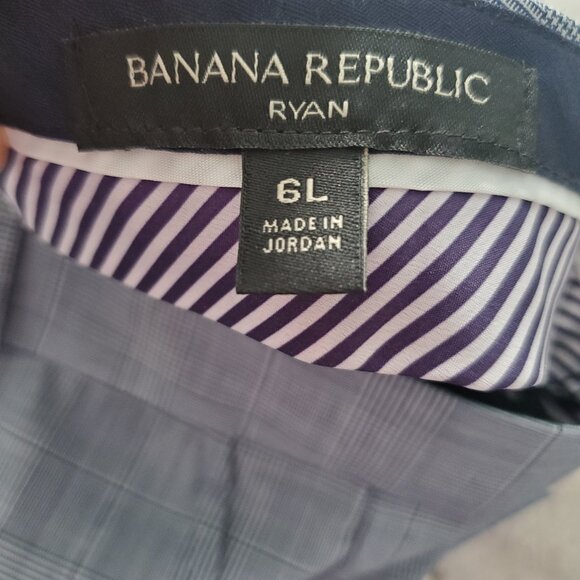 BANANA REPUBLIC
RYAN
6L
MADE IN
JORDAN